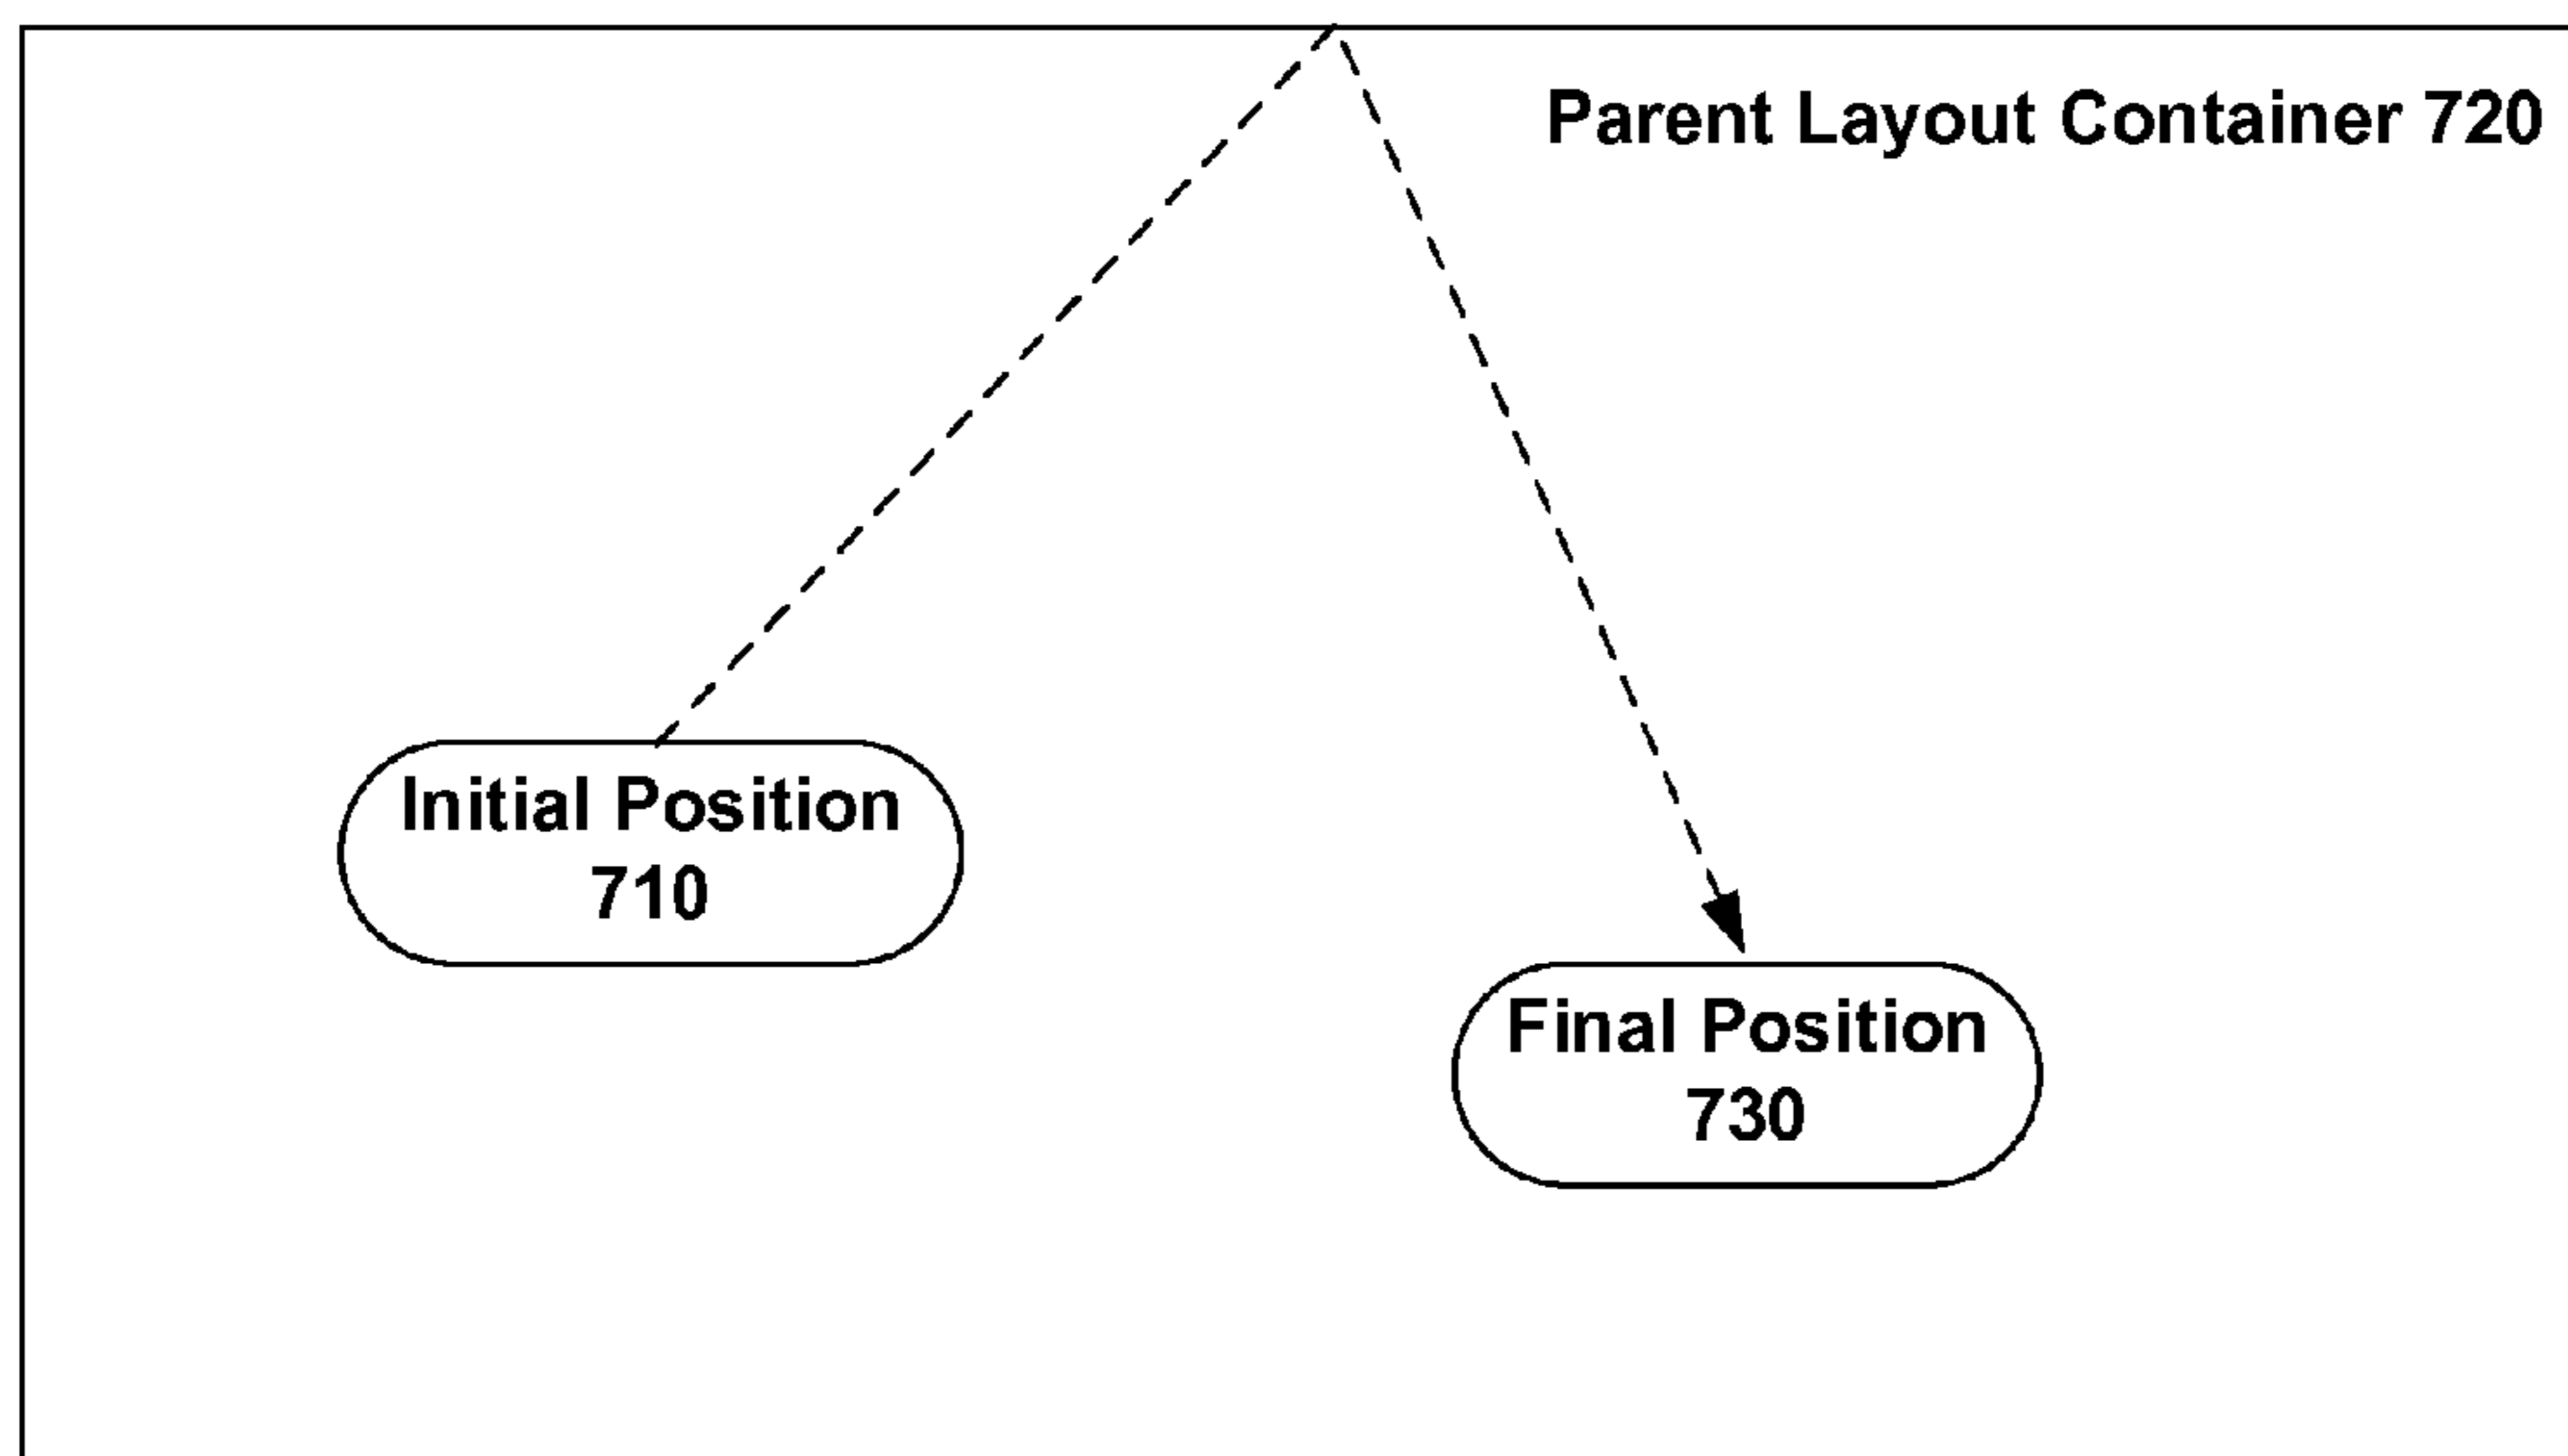 Parent Layout Container 720
Initial Position
710
Final Position
730